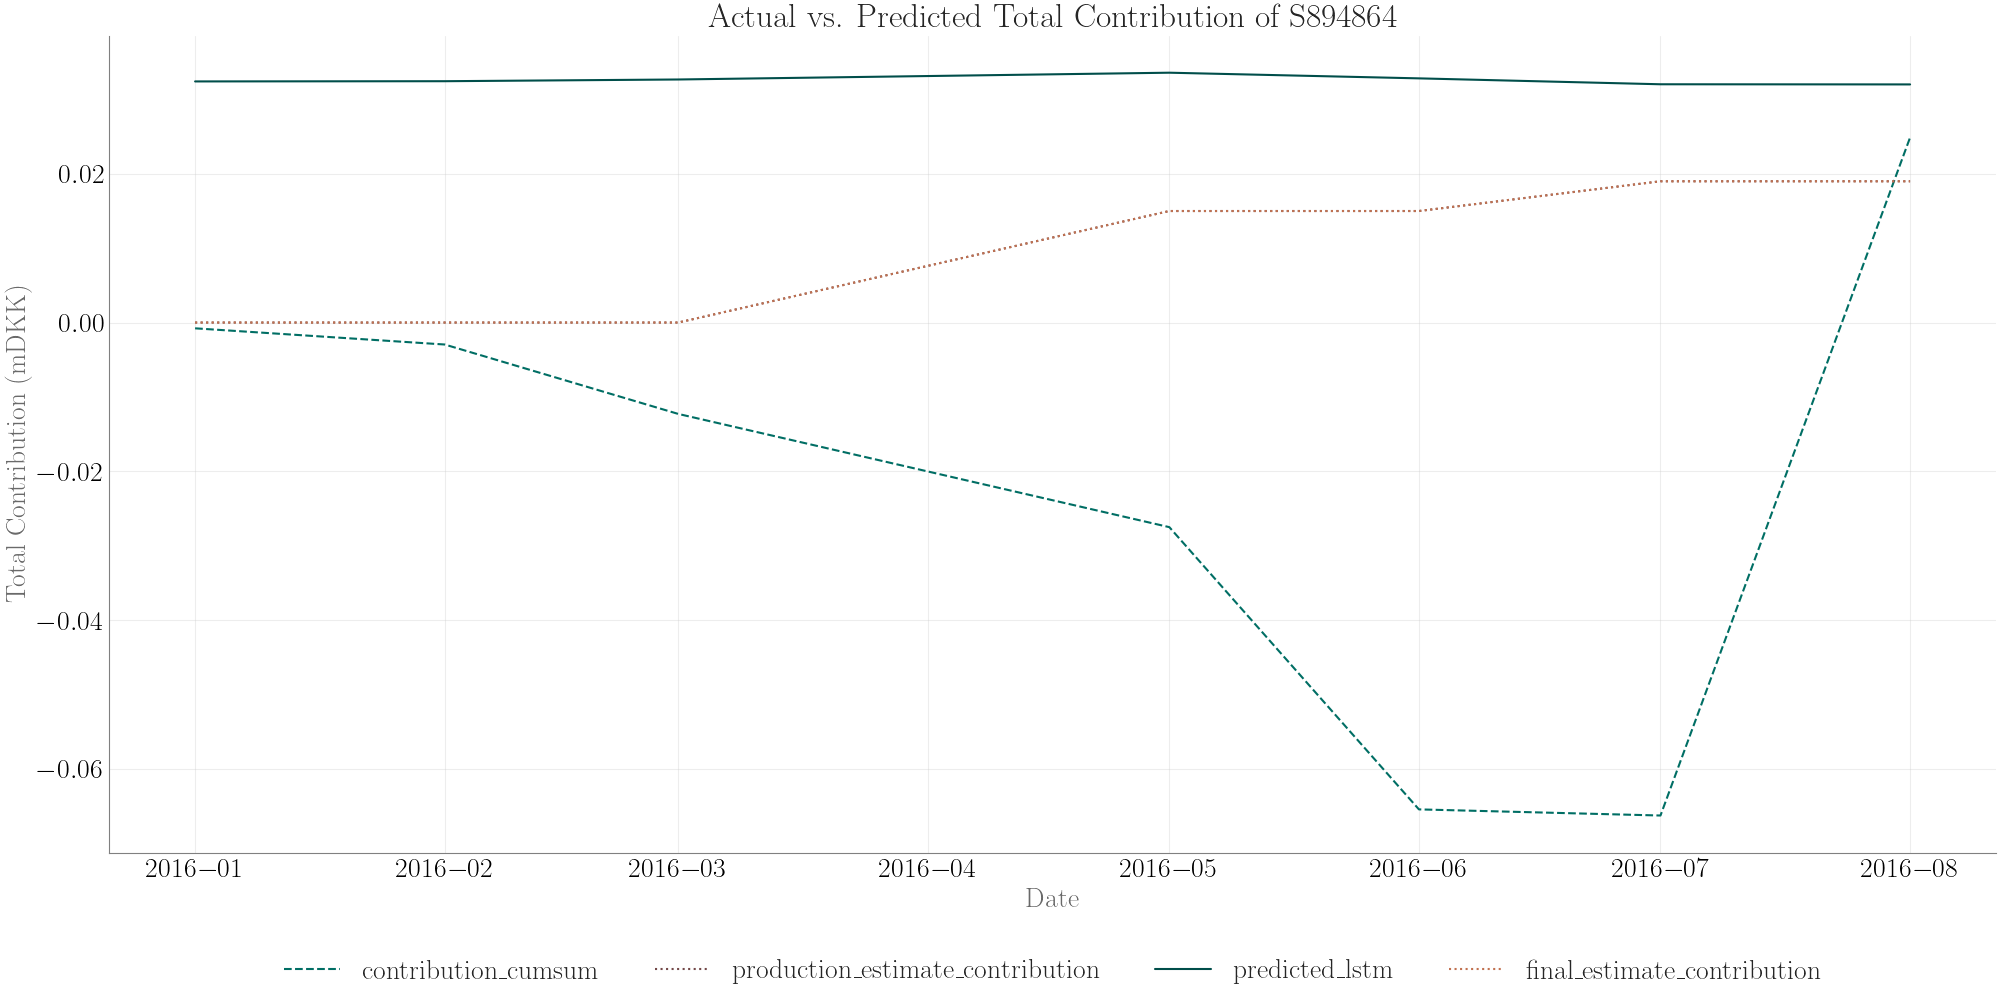 Actual vs. Predicted Total Contribution of S894864
Total Contribution (mDKK)
0.02
0.00
−0.02
−0.04
−0.06
2016−01 2016−02 2016−03 2016−04 2016−05 2016−06 2016−07 2016−08
Date
contribution_cumsum production_estimate_contribution predicted_lstm final_estimate_contribution